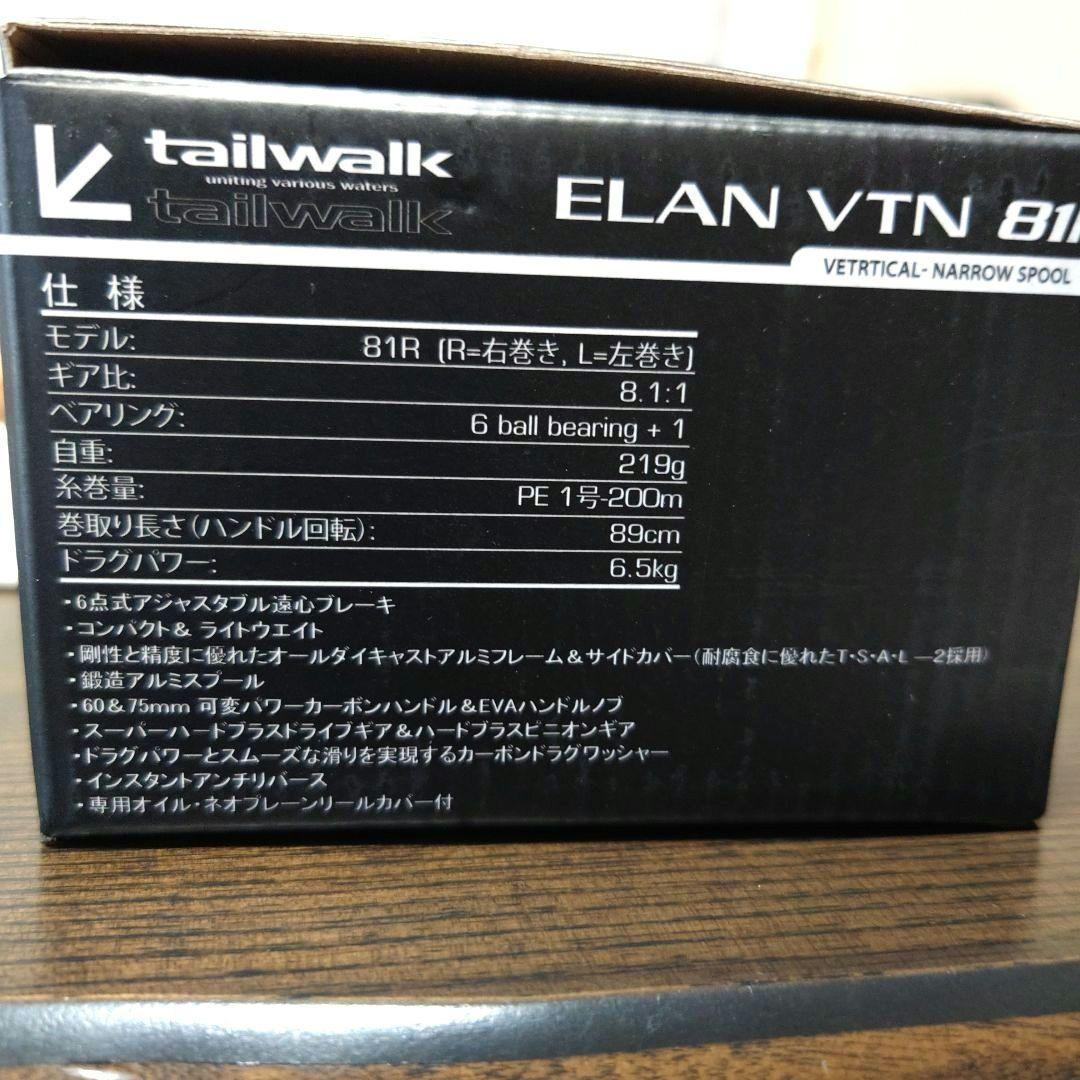 tailwalk
uniting various waters
tailwalk
ELAN VTN 81R
VETRTICAL- NARROW SPOOL
仕 様
モデル: 81R (R=右巻き, L=左巻き)
ギア比: 8.1:1
ベアリング: 6 ball bearing + 1
自重: 219g
糸巻量: PE 1号-200m
巻取り長さ(ハンドル回転): 89cm
ドラグパワー: 6.5kg
・6点式アジャスタブル遠心ブレーキ
・コンパクト& ライトウエイト
・剛性と精度に優れたオールダイキャストアルミフレーム&サイドカバー(耐腐食に優れたT・S・A・L －2採用)
・鍛造アルミスプール
・60&75mm 可変パワーカーボンハンドル&EVAハンドルノブ
・スーパーハードブラスドライブギア&ハードブラスピニオンギア
・ドラグパワーとスムーズな滑りを実現するカーボンドラグワッシャー
・インスタントアンチリバース
・専用オイル・ネオプレーンリールカバー付